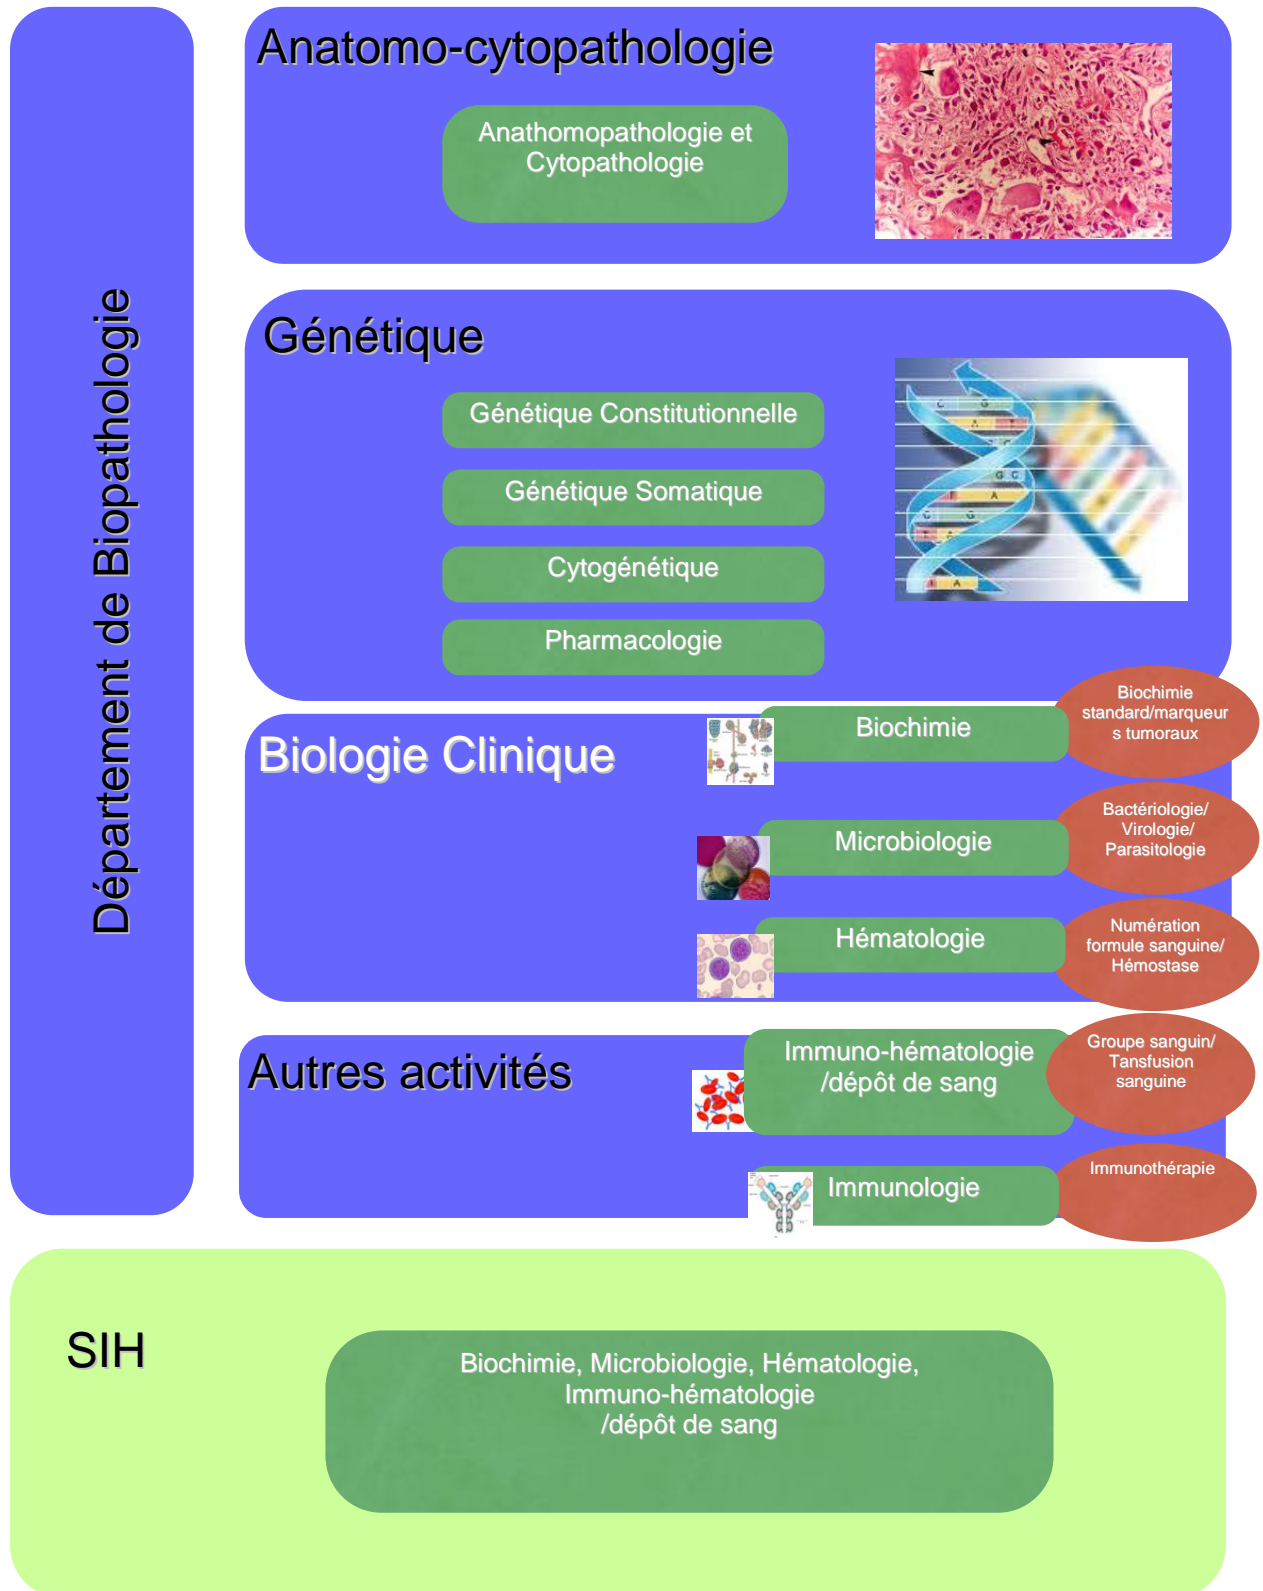 Département de Biopathologie
Anatomo-cytopathologie
Anathomopathologie et
Cytopathologie
Génétique
Génétique Constitutionnelle
Génétique Somatique
Cytogénétique
Pharmacologie
C G
A T
G C
T A
C G
T A
T A
Biologie Clinique
Biochimie
Biochimie
standard/marqueur
s tumoraux
Microbiologie
Bactériologie/
Virologie/
Parasitologie
Hématologie
Numération
formule sanguine/
Hémostase
Autres activités
Immuno-hématologie
/dépôt de sang
Groupe sanguin/
Tansfusion
sanguine
Immunologie
Immunothérapie
SIH
Biochimie, Microbiologie, Hématologie,
Immuno-hématologie
/dépôt de sang